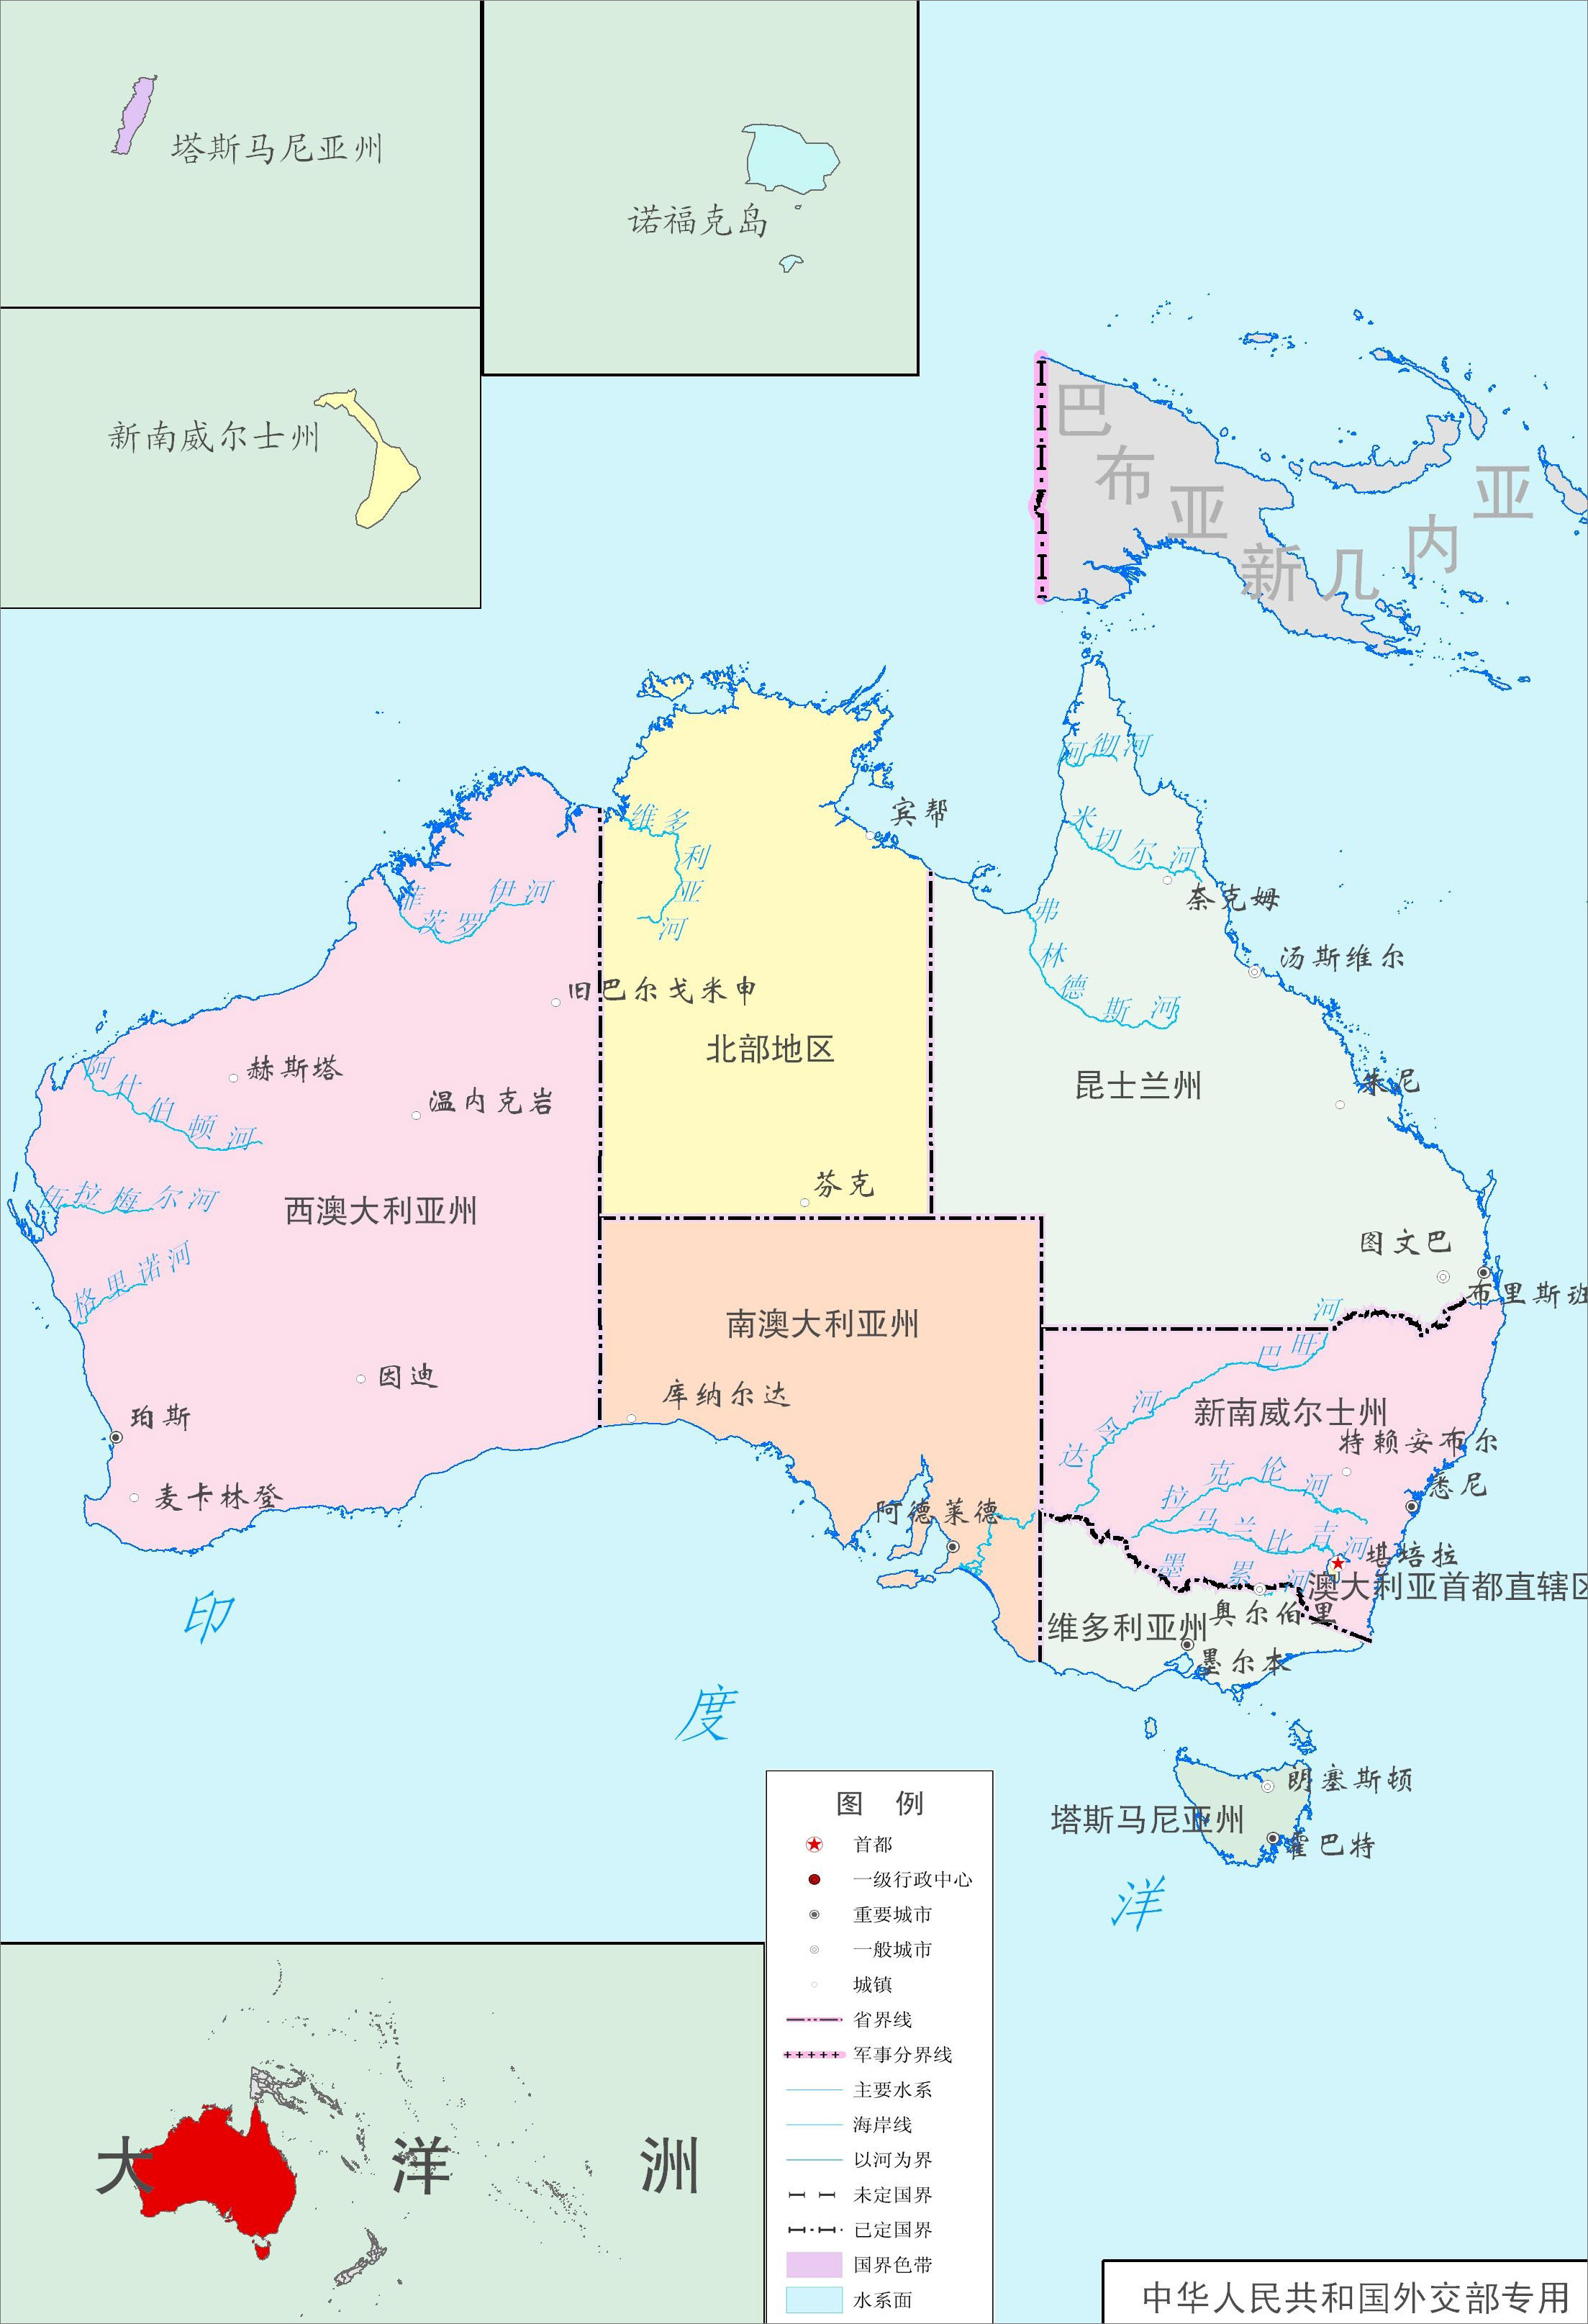 塔斯马尼亚州
诺福克岛
新南威尔士州
巴布亚新几内亚
阿彻河
宾帮
维多利亚河
米切尔河
菲茨罗伊河
奈克姆
弗林德斯河
汤斯维尔
旧巴尔戈米申
北部地区
赫斯塔
阿什伯顿河
温内克岩
昆士兰州
朱尼
芬克
拉梅尔河
西澳大利亚州
图文巴
格里诺河
布里斯班
南澳大利亚州
巴旺河
因迪
库纳尔达
达令河
新南威尔士州
珀斯
特赖安布尔
克伦河
拉
悉尼
麦卡林登
阿德莱德
马兰比吉河
堪培拉
墨累河
澳大利亚首都直辖区
印度洋
维多利亚州
奥尔伯里
墨尔本
明塞斯顿
塔斯马尼亚州
霍巴特
图 例
首都
一级行政中心
重要城市
一般城市
城镇
省界线
军事分界线
主要水系
海岸线
以河为界
未定国界
已定国界
国界色带
水系面
大洋洲
中华人民共和国外交部专用